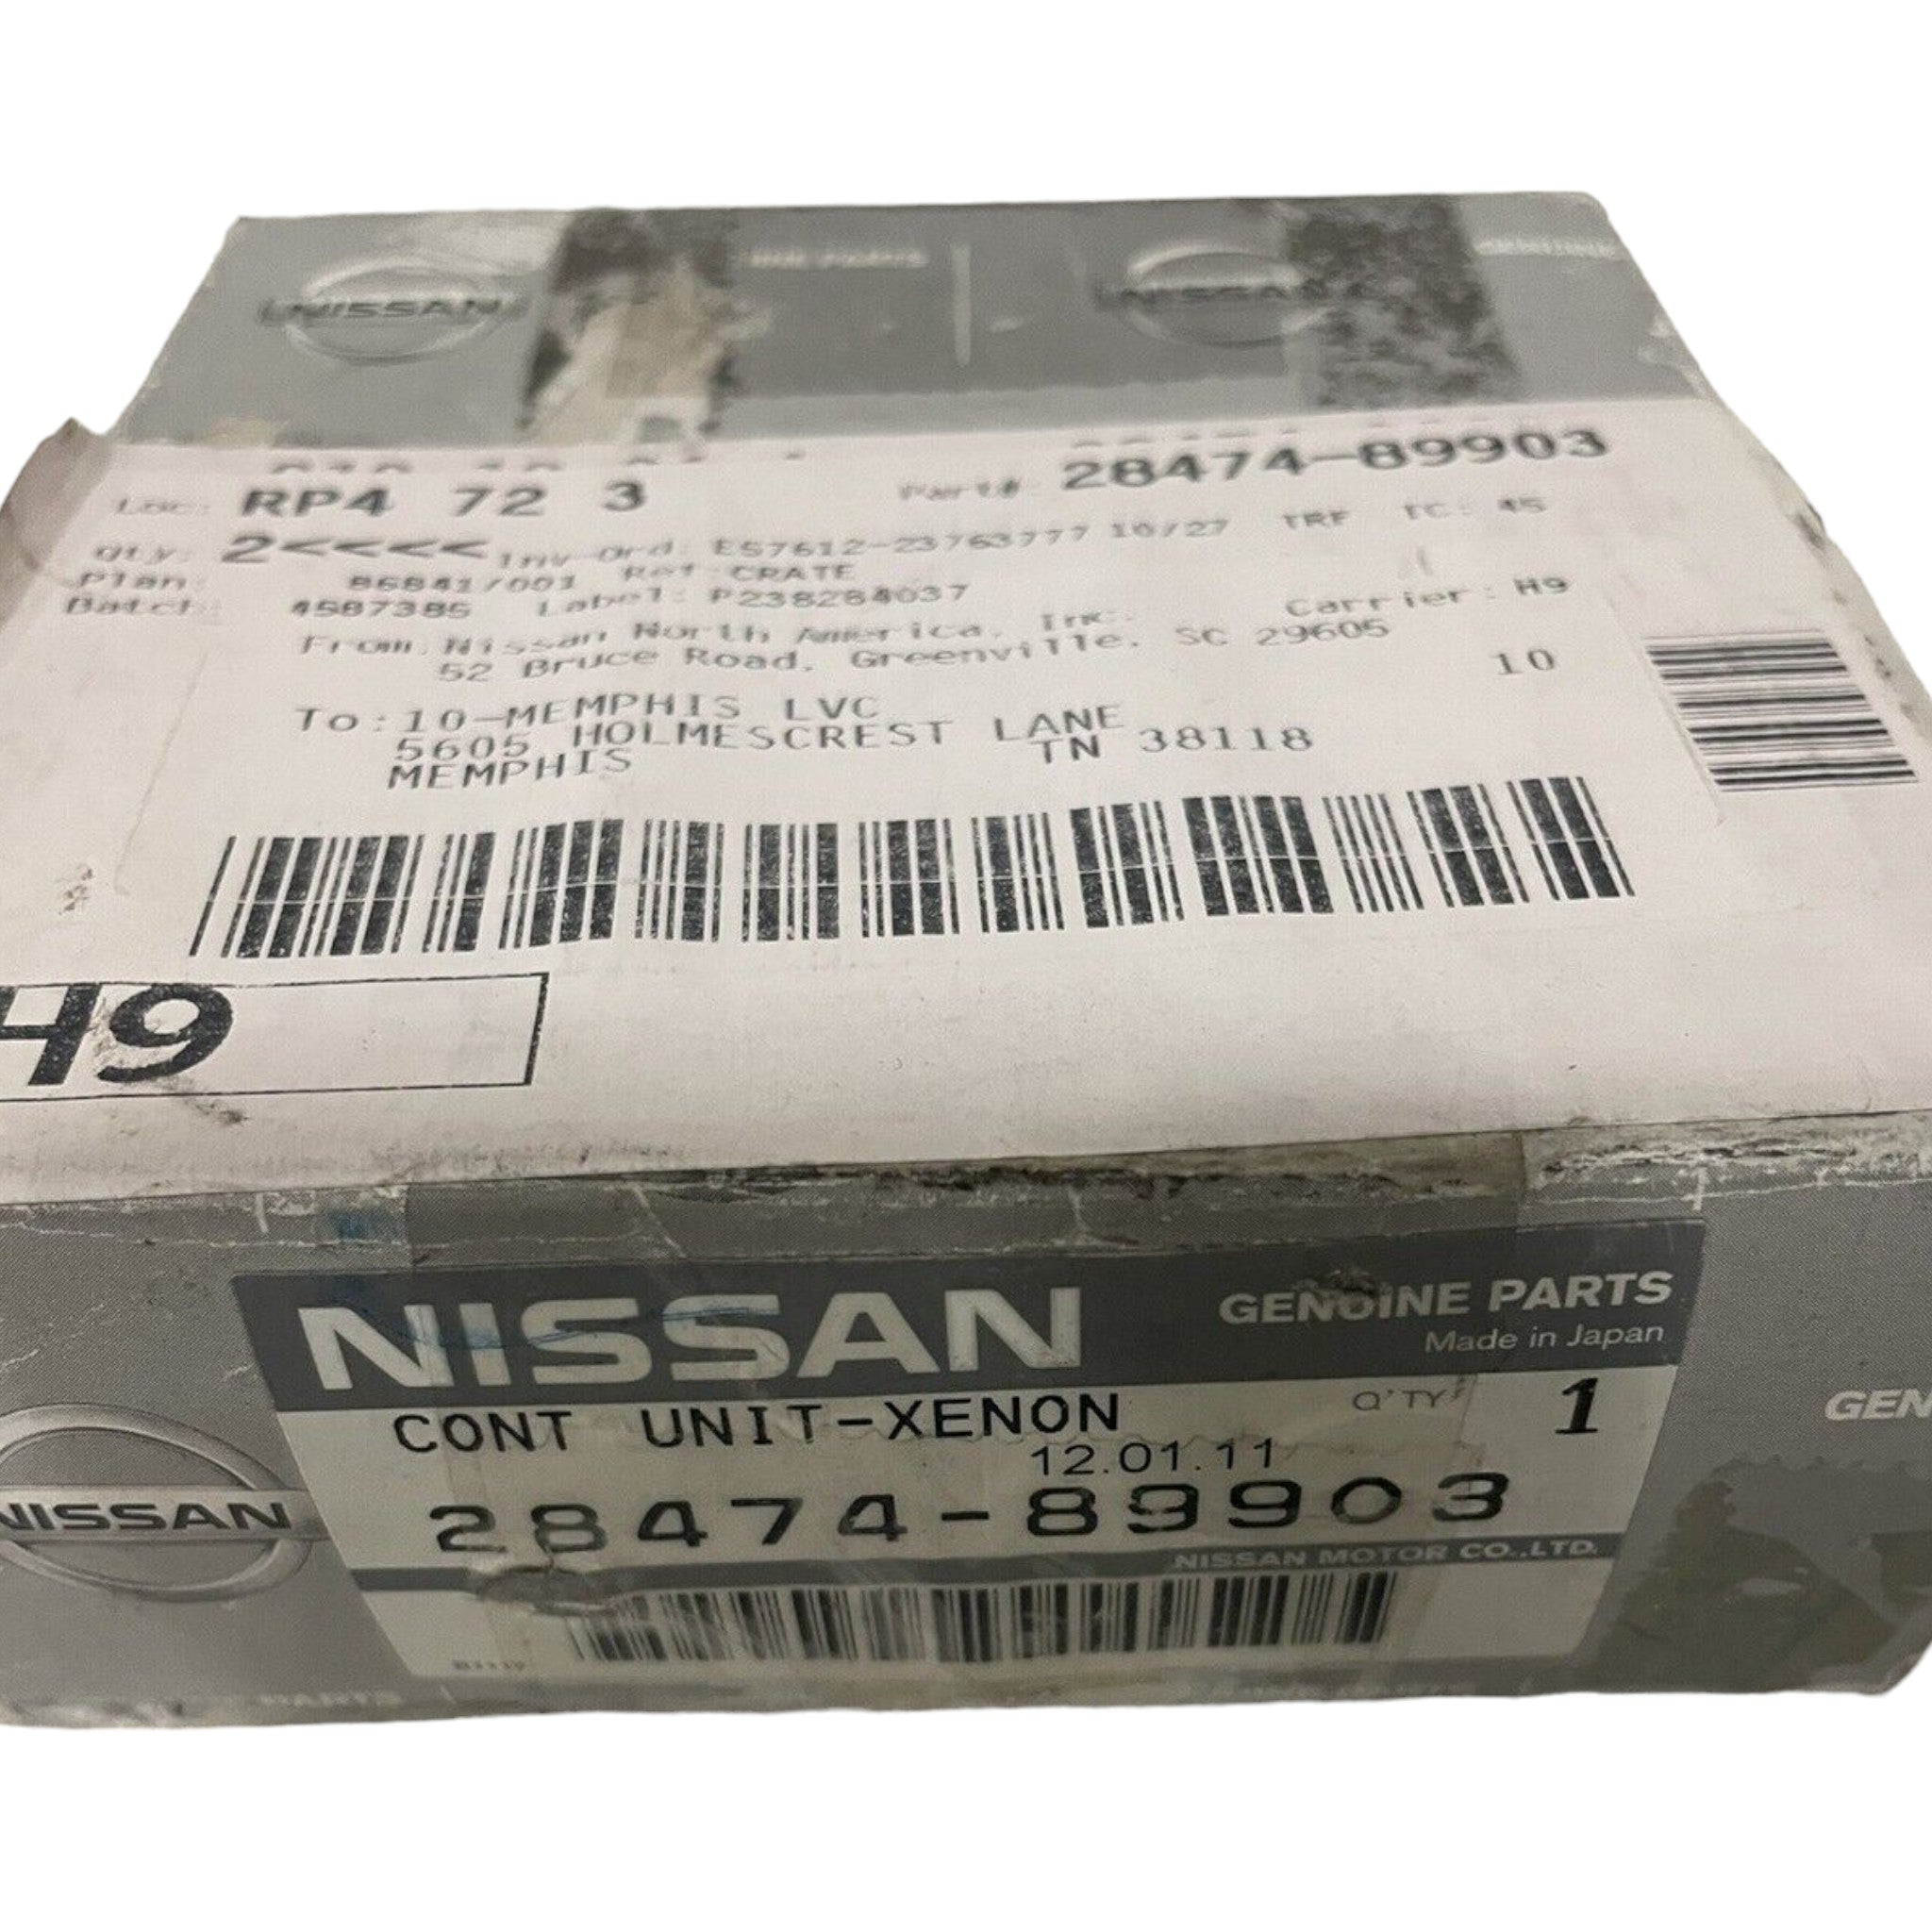 NISSAN
NISSAN
Loc: RP4 72 3 Part#: 28474-89903
Qty: 2<<<< Inv-Ord: ES7612-23763777 10/27 TRF TC: 45
Plan: 86841/001 Ref CRATE
Batch: 4587385 Label: P238284037 Carrier: H9
From: Nissan North America, Inc.
52 Bruce Road, Greenville, SC 29605
10
To: 10-MEMPHIS LVC
5605 HOLMESCREST LANE
MEMPHIS TN 38118
H9
NISSAN GENUINE PARTS
Made in Japan
CONT UNIT-XENON Q'TY 1
12.01.11
28474-89903
NISSAN MOTOR CO.,LTD.
NISSAN
GEN
PARTS